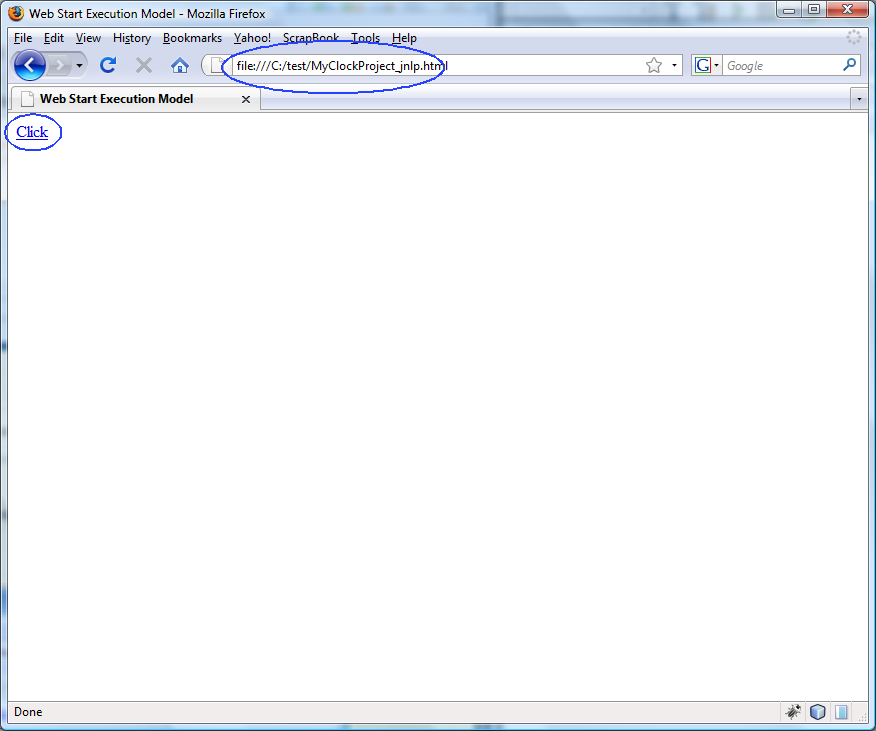 Web Start Execution Model - Mozilla Firefox
File Edit View History Bookmarks Yahoo! ScrapBook Tools Help
file:///C:/test/MyClockProject_jnlp.html G Google
Web Start Execution Model
Click
Done